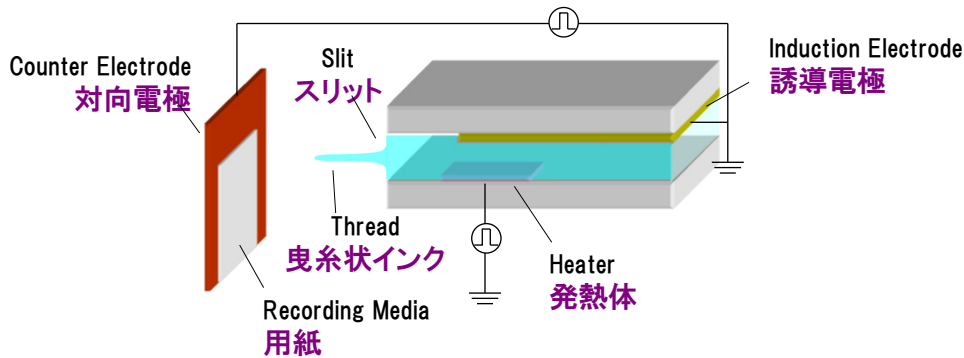 Counter Electrode
対向電極
Slit
スリット
Induction Electrode
誘導電極
Thread
曳糸状インク
Heater
発熱体
Recording Media
用紙